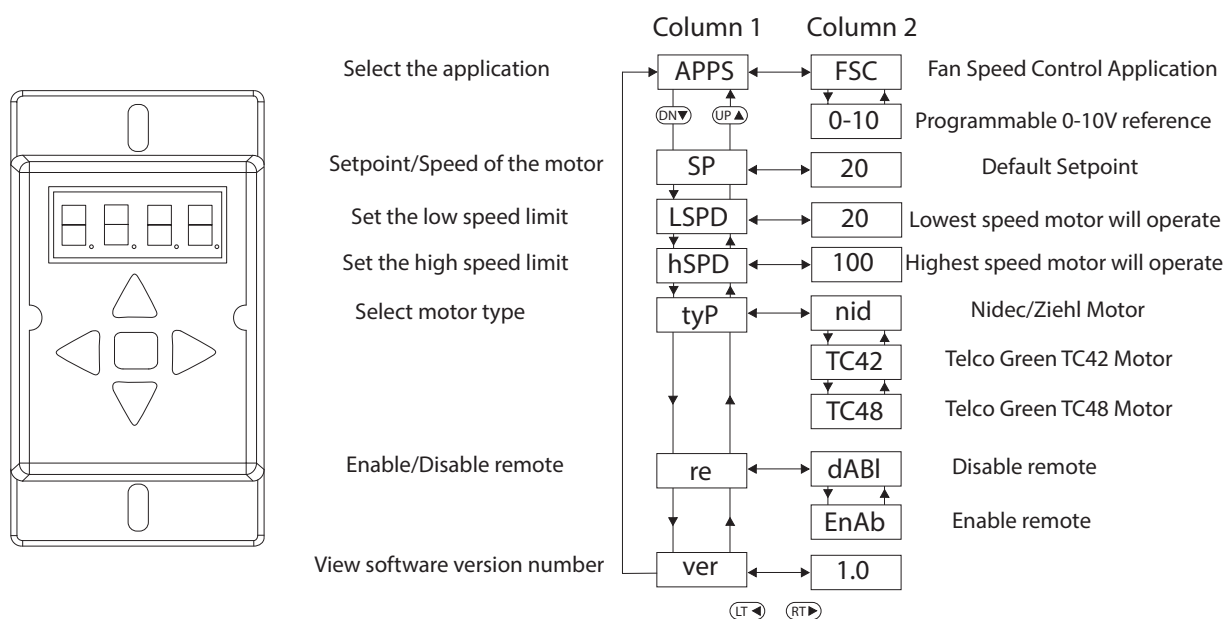 Column 1 Column 2
Select the application APPS FSC Fan Speed Control Application
DN▼ UP▲ 0-10 Programmable 0-10V reference
Setpoint/Speed of the motor SP 20 Default Setpoint
Set the low speed limit LSPD 20 Lowest speed motor will operate
Set the high speed limit hSPD 100 Highest speed motor will operate
Select motor type tyP nid Nidec/Ziehl Motor
TC42 Telco Green TC42 Motor
TC48 Telco Green TC48 Motor
Enable/Disable remote re dABl Disable remote
EnAb Enable remote
View software version number ver 1.0
LT◀ RT▶